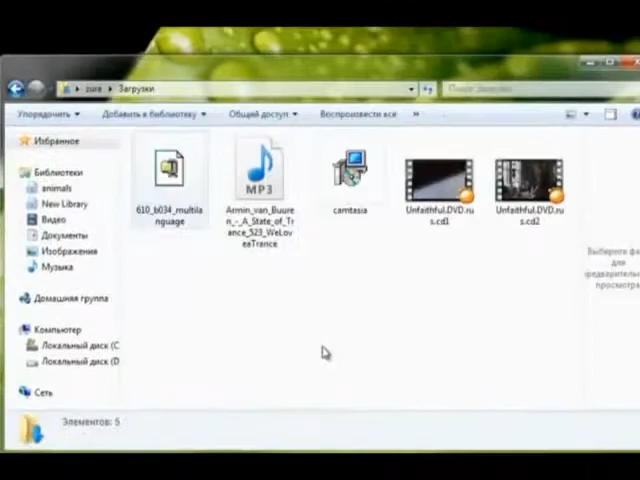 zura ▸ Загрузки
Упорядочить
Добавить в библиотеку
Общий доступ
Воспроизвести все
»
Избранное
Библиотеки
animals
New Library
Видео
Документы
Изображения
Музыка
Домашняя группа
Компьютер
Локальный диск (C
Локальный диск (D
Сеть
610_b034_multila
nguage
MP3
Armin_van_Buure
n_-_A_State_of_Tr
ance_523_WeLov
eaTrance
camtasia
Unfaithful.DVD.ru
s.cd1
Unfaithful.DVD.ru
s.cd2
Выберите фа
для
предваритель
просмотра
Элементов: 5